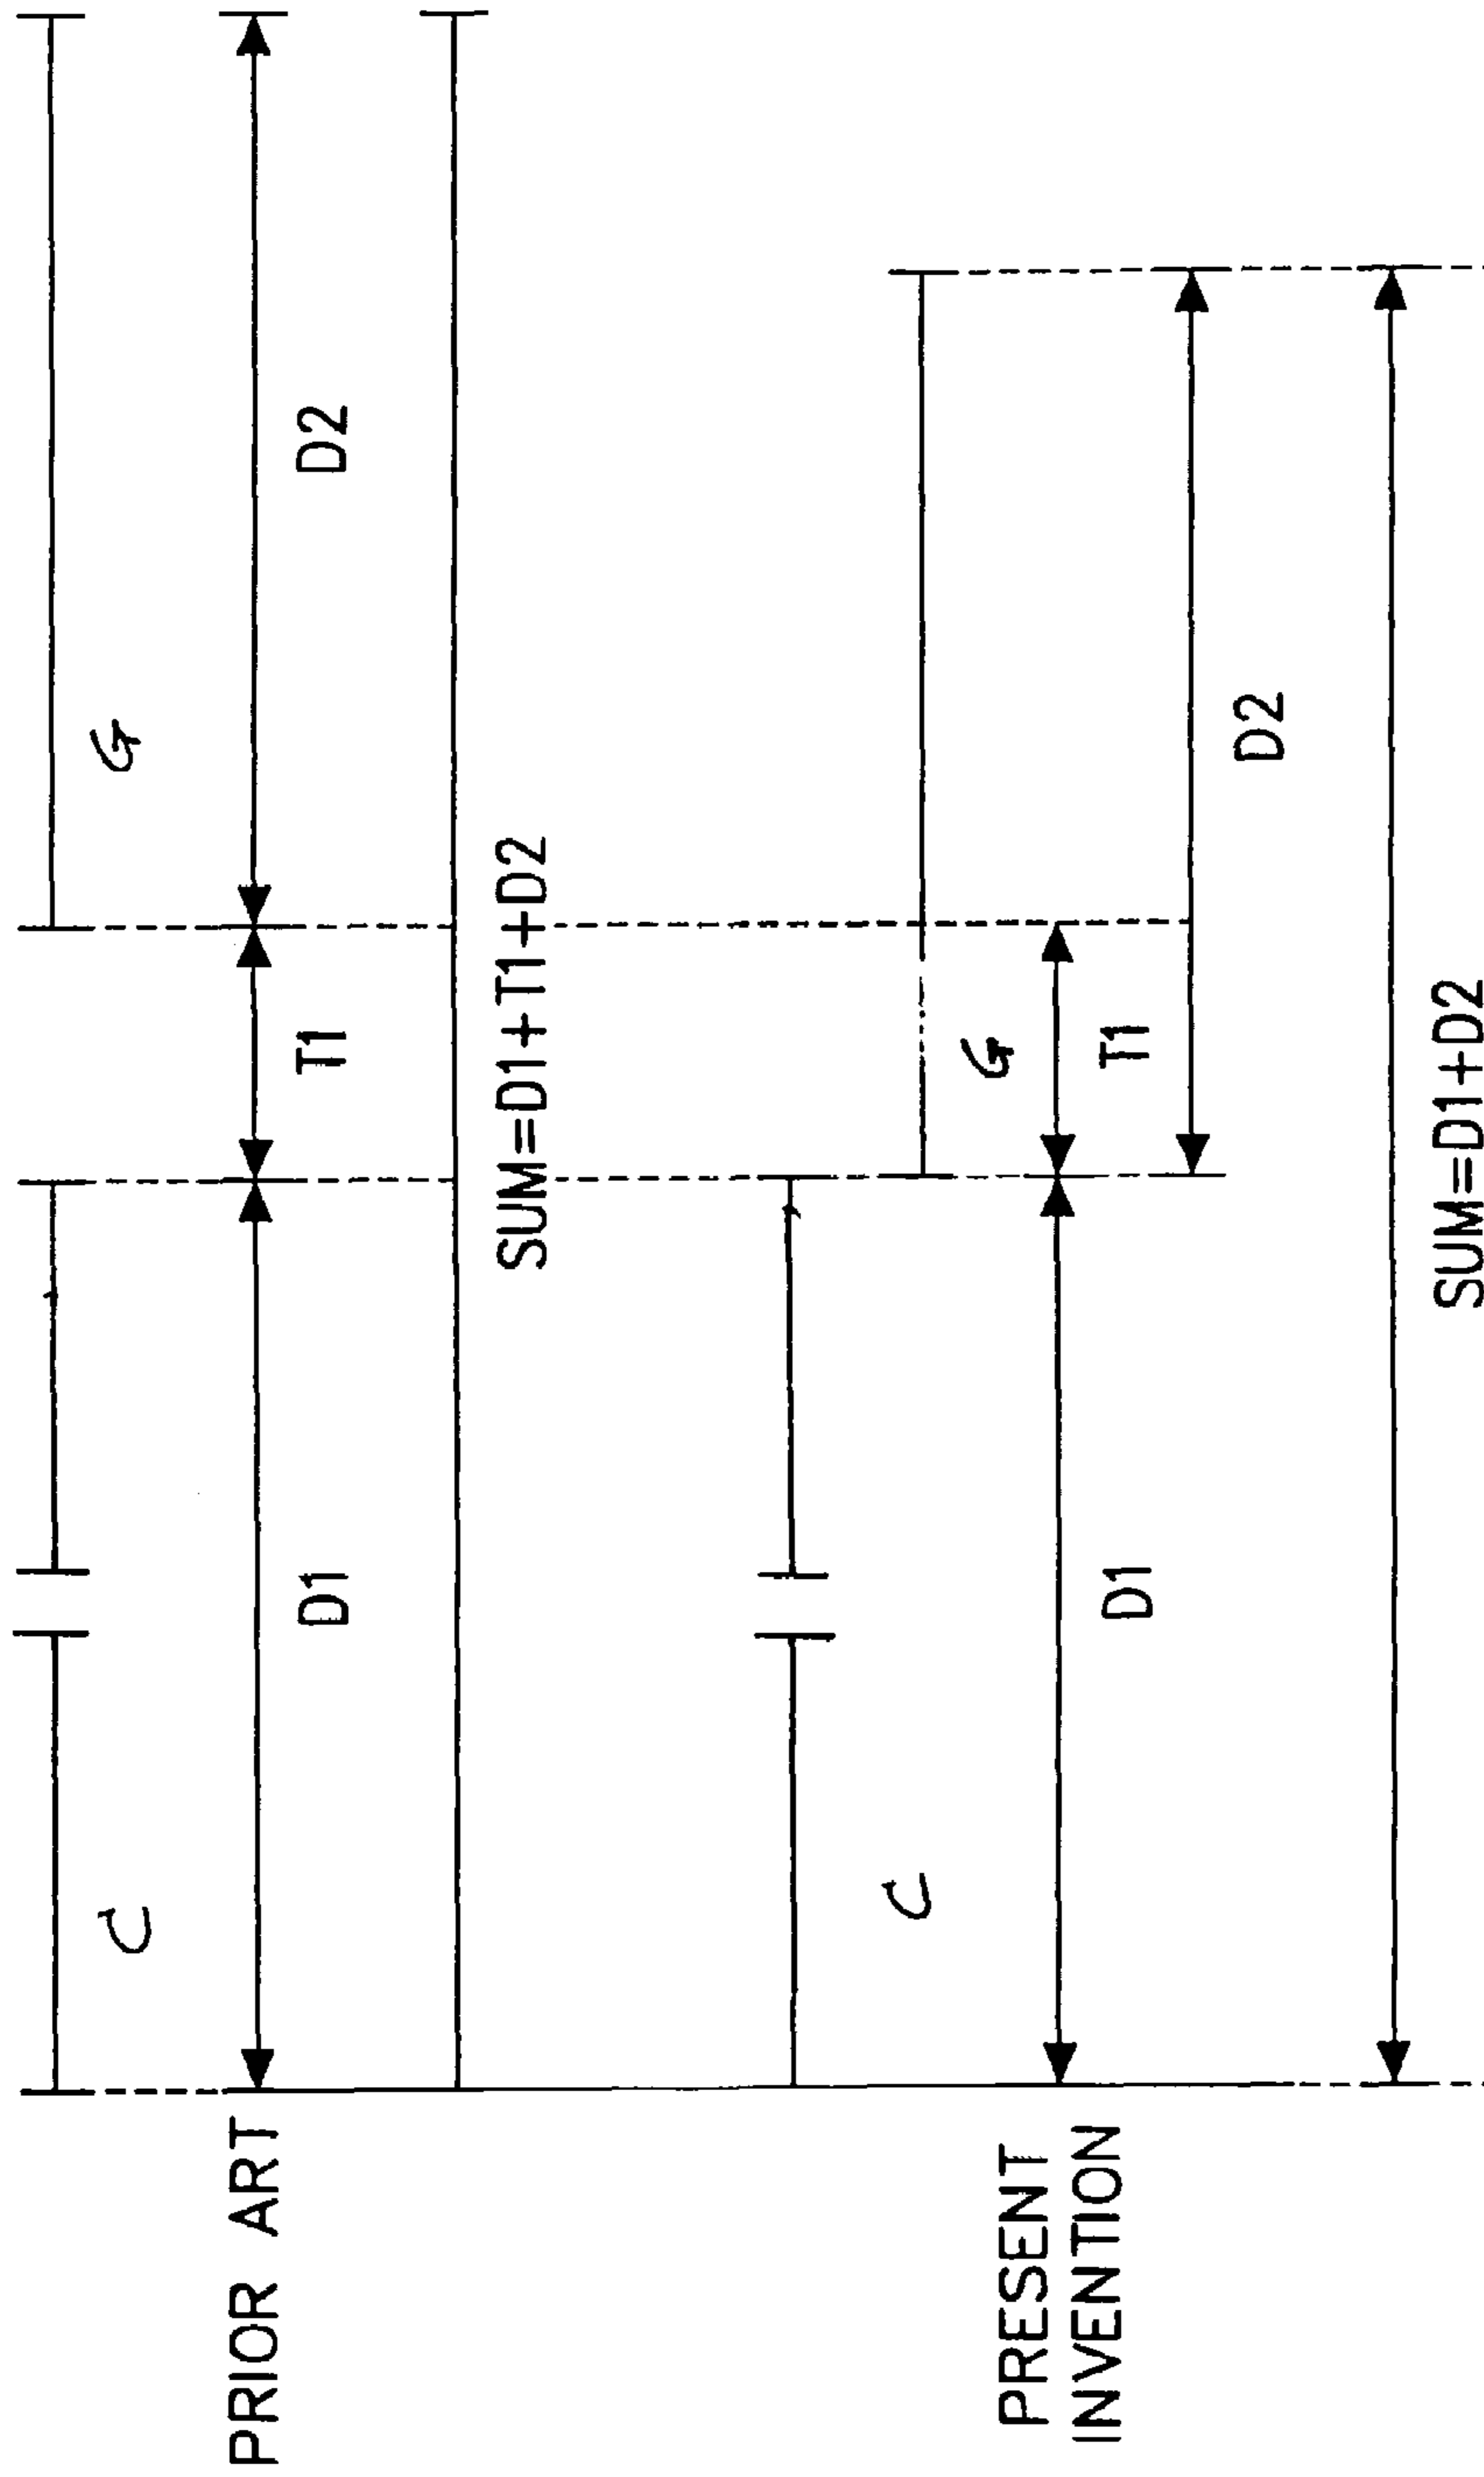 PRIOR ART
C
G
D1
T1
D2
SUM=D1+T1+D2
PRESENT
INVENTION
C
G
D1
T1
D2
SUM=D1+D2